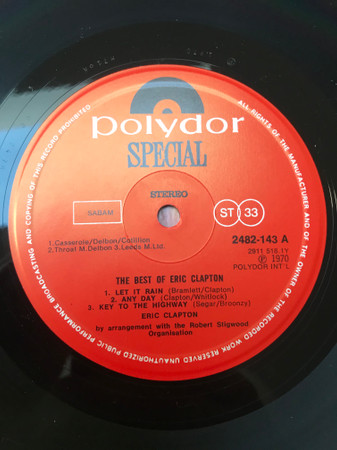 polydor
SPECIAL
STEREO
SABAM
ST 33
1.Casserole/Delbon/Cotillion
2.Throat M.Delbon 3.Leeds M.Ltd.
2482-143 A
2911 518.1Y
℗ 1970
POLYDOR INT'L
THE BEST OF ERIC CLAPTON
1. LET IT RAIN (Bramlett/Clapton)
2. ANY DAY (Clapton/Whitlock)
3. KEY TO THE HIGHWAY (Segar/Broonzy)
ERIC CLAPTON
by arrangement with the Robert Stigwood
Organisation
ALL RIGHTS OF THE MANUFACTURER AND OF THE OWNER OF THE RECORDED WORK RESERVED UNAUTHORIZED PUBLIC PERFORMANCE BROADCASTING AND COPYING OF THIS RECORD PROHIBITED